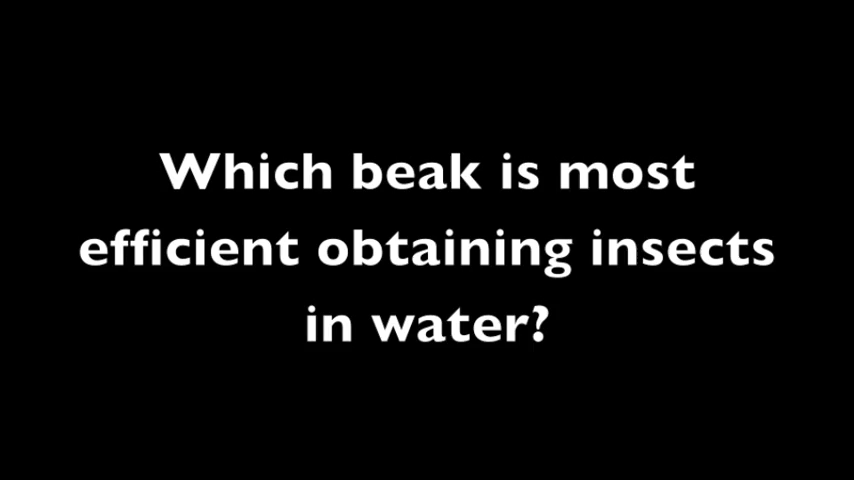 Which beak is most
efficient obtaining insects
in water?